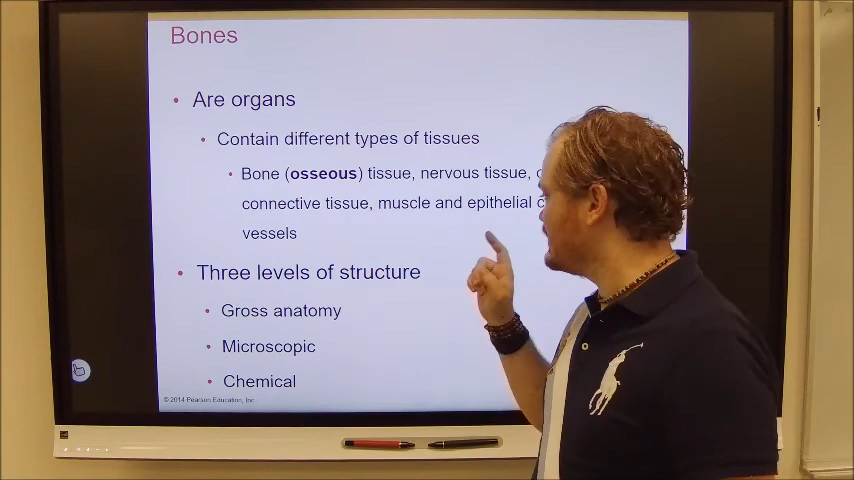 Bones
• Are organs
• Contain different types of tissues
• Bone (osseous) tissue, nervous tissue,
connective tissue, muscle and epithelial
vessels
• Three levels of structure
• Gross anatomy
• Microscopic
• Chemical
© 2014 Pearson Education, Inc.